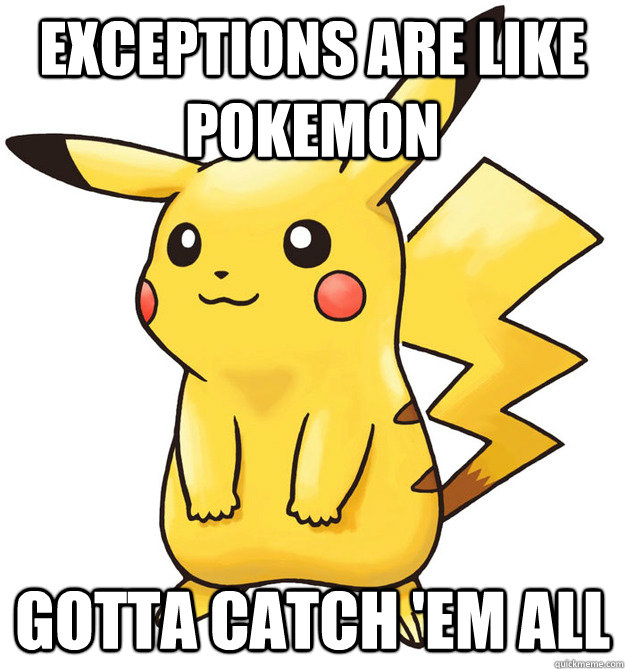 EXCEPTIONS ARE LIKE
POKEMON
GOTTA CATCH 'EM ALL
quickmeme.com